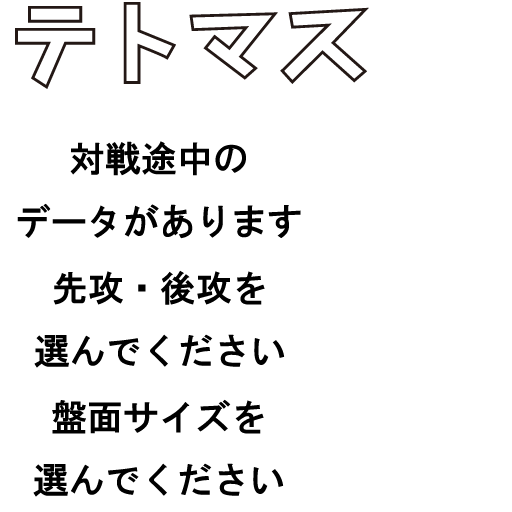 テトマス
対戦途中の
データがあります
先攻・後攻を
選んでください
盤面サイズを
選んでください